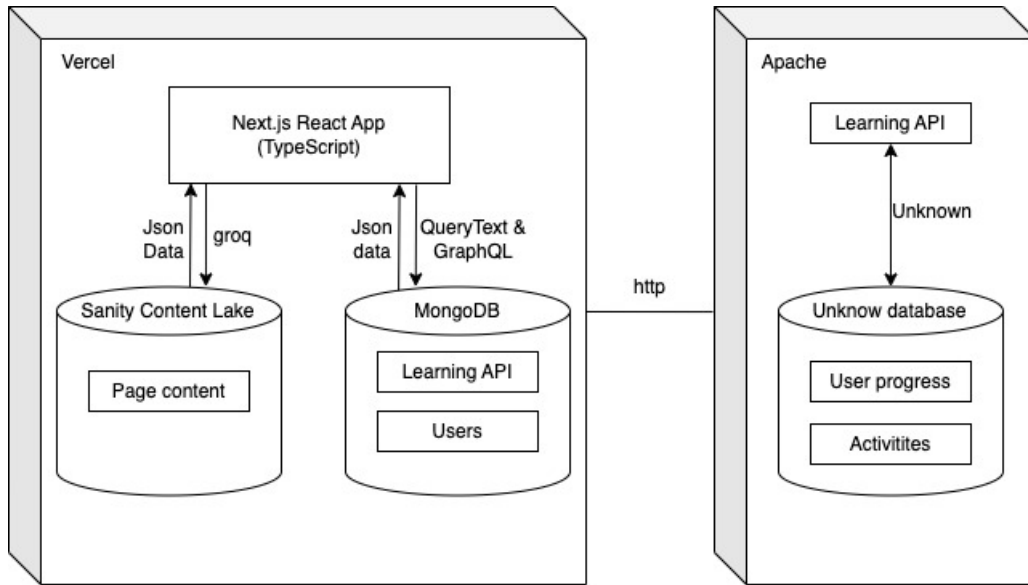 Vercel
Next.js React App
(TypeScript)
Json
Data
groq
Json
data
QueryText &
GraphQL
Sanity Content Lake
Page content
MongoDB
Learning API
Users
http
Apache
Learning API
Unknown
Unknow database
User progress
Activitites